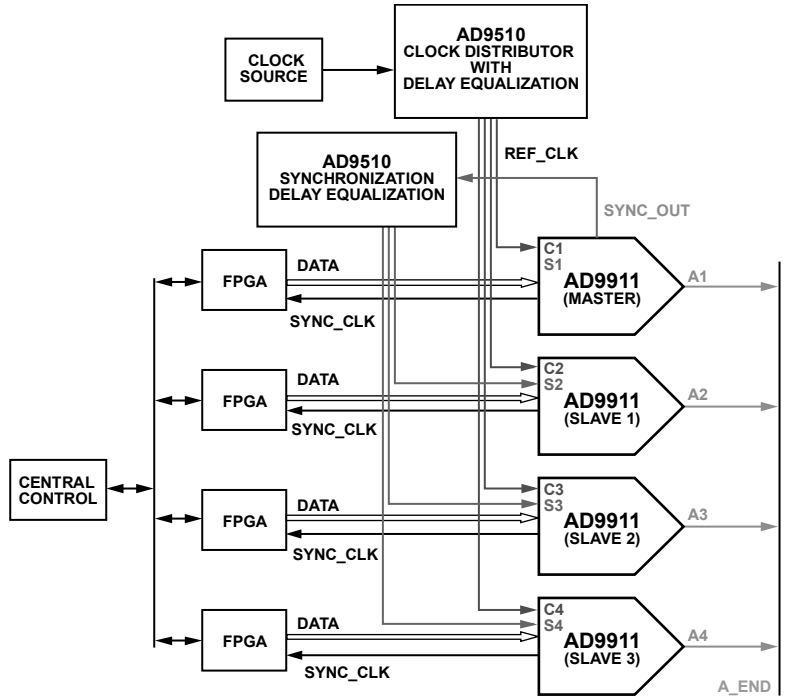 AD9510
CLOCK DISTRIBUTOR
WITH
DELAY EQUALIZATION
CLOCK
SOURCE
REF_CLK
AD9510
SYNCHRONIZATION
DELAY EQUALIZATION
SYNC_OUT
C1
S1
AD9911
(MASTER)
A1
FPGA
DATA
SYNC_CLK
C2
S2
AD9911
(SLAVE 1)
A2
FPGA
DATA
SYNC_CLK
CENTRAL
CONTROL
C3
S3
AD9911
(SLAVE 2)
A3
FPGA
DATA
SYNC_CLK
C4
S4
AD9911
(SLAVE 3)
A4
FPGA
DATA
SYNC_CLK
A_END